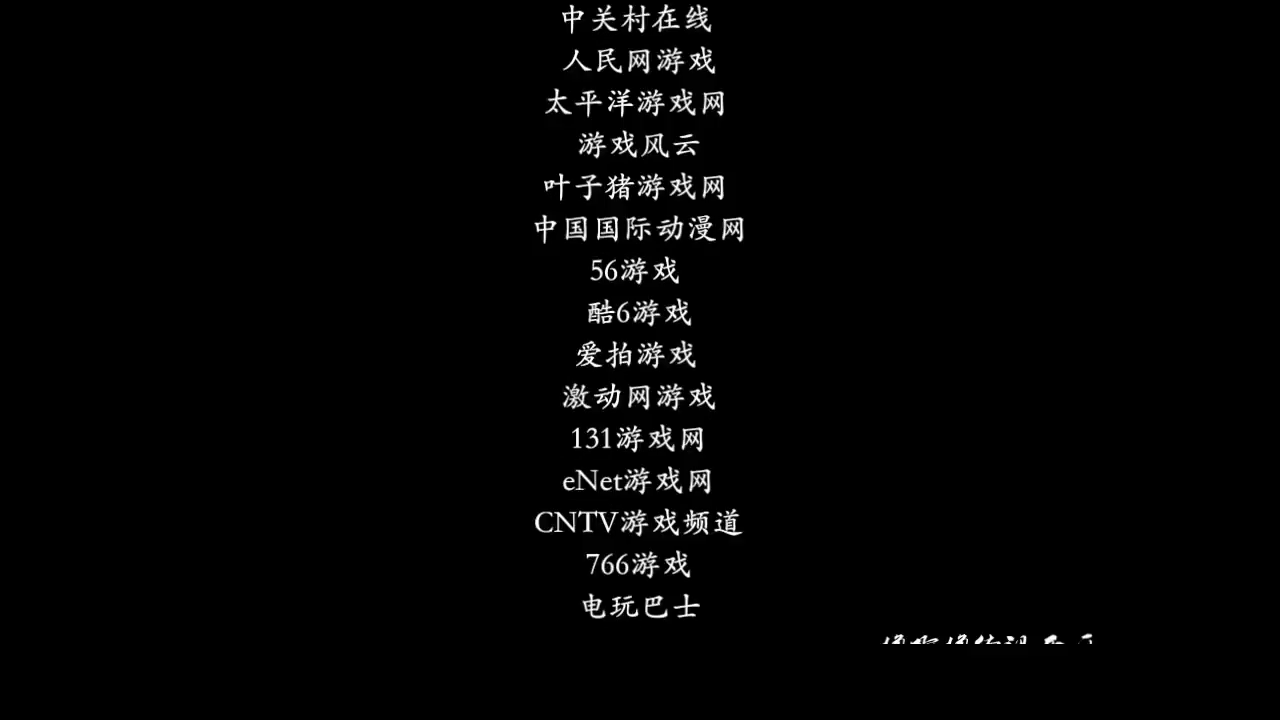 中关村在线
人民网游戏
太平洋游戏网
游戏风云
叶子猪游戏网
中国国际动漫网
56游戏
酷6游戏
爱拍游戏
激动网游戏
131游戏网
eNet游戏网
CNTV游戏频道
766游戏
电玩巴士